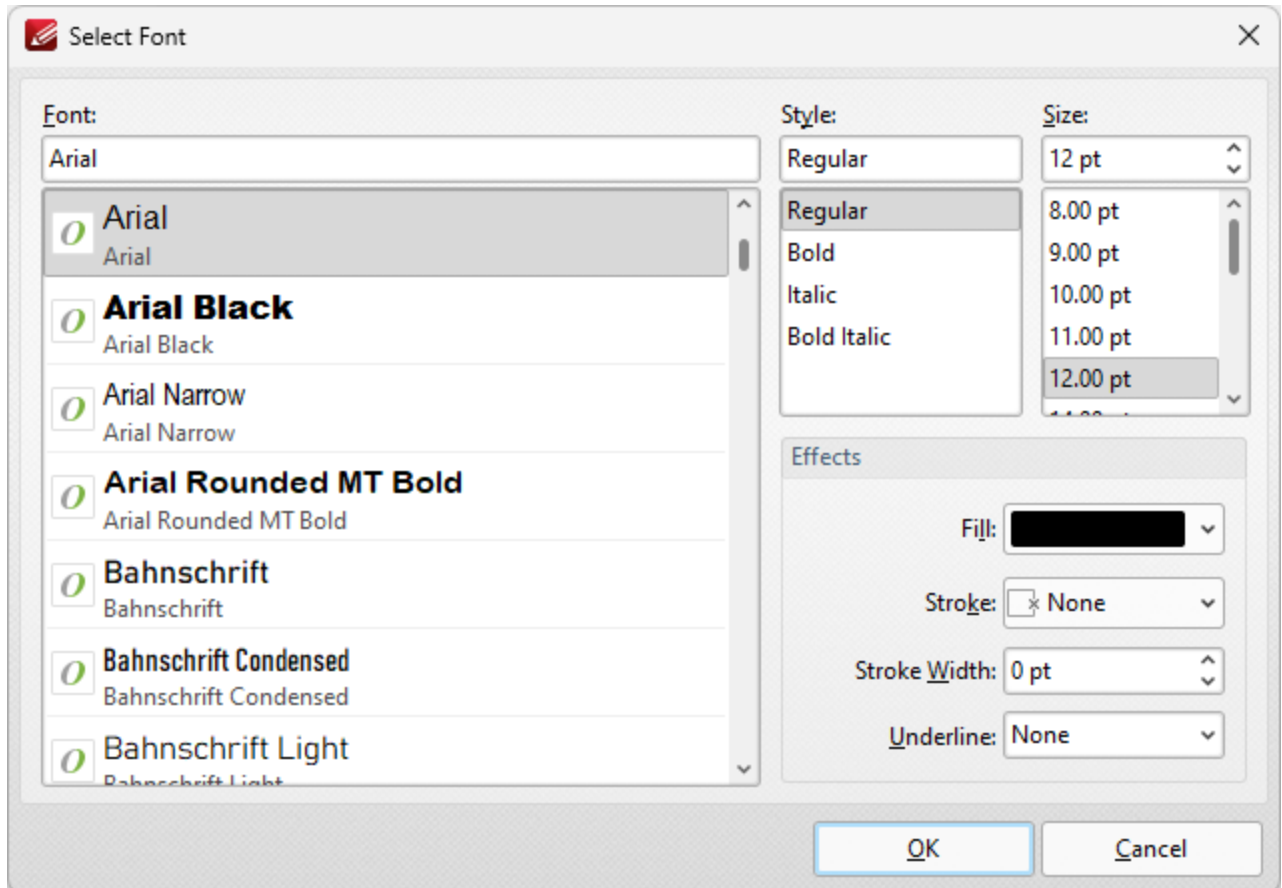 Select Font
Font:
Arial
Arial
Arial
Arial Black
Arial Black
Arial Narrow
Arial Narrow
Arial Rounded MT Bold
Arial Rounded MT Bold
Bahnschrift
Bahnschrift
Bahnschrift Condensed
Bahnschrift Condensed
Bahnschrift Light
Bahnschrift Light
Style:
Regular
Regular
Bold
Italic
Bold Italic
Size:
12 pt
8.00 pt
9.00 pt
10.00 pt
11.00 pt
12.00 pt
Effects
Fill:
Stroke: None
Stroke Width: 0 pt
Underline: None
OK Cancel